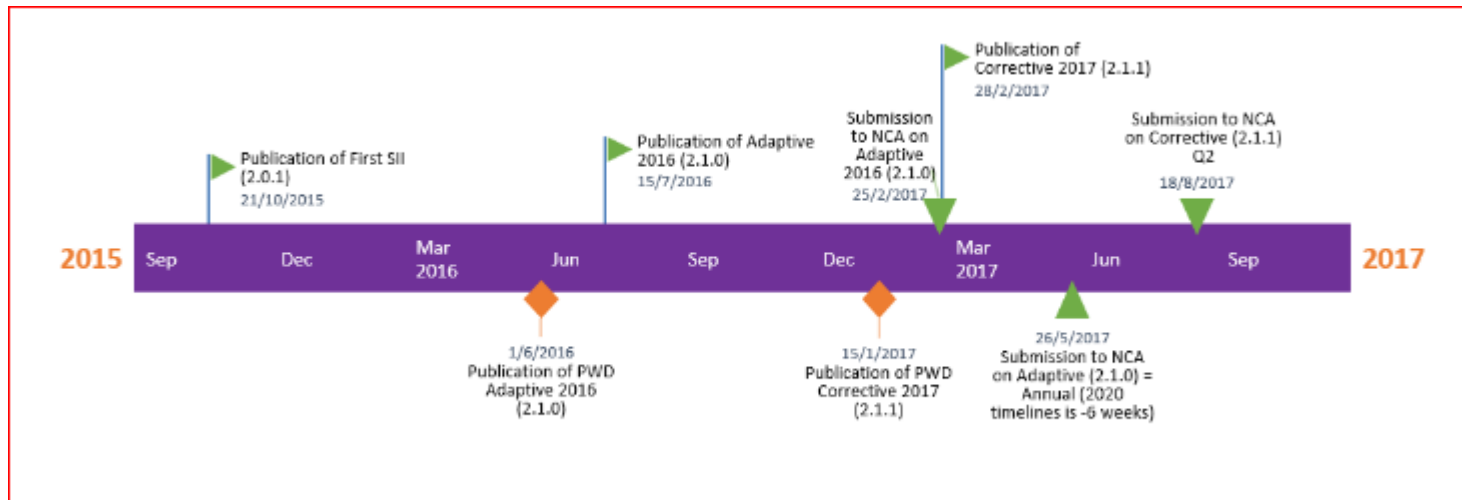 Publication of
Corrective 2017 (2.1.1)
28/2/2017
Submission
to NCA on
Adaptive
2016 (2.1.0)
25/2/2017
Submission to NCA
on Corrective (2.1.1)
Q2
18/8/2017
Publication of Adaptive
2016 (2.1.0)
15/7/2016
Publication of First SII
(2.0.1)
21/10/2015
2015
Sep
Dec
Mar
2016
Jun
Sep
Dec
Mar
2017
Jun
Sep
2017
1/6/2016
Publication of PWD
Adaptive 2016
(2.1.0)
15/1/2017
Publication of PWD
Corrective 2017
(2.1.1)
26/5/2017
Submission to NCA
on Adaptive (2.1.0) =
Annual (2020
timelines is -6 weeks)